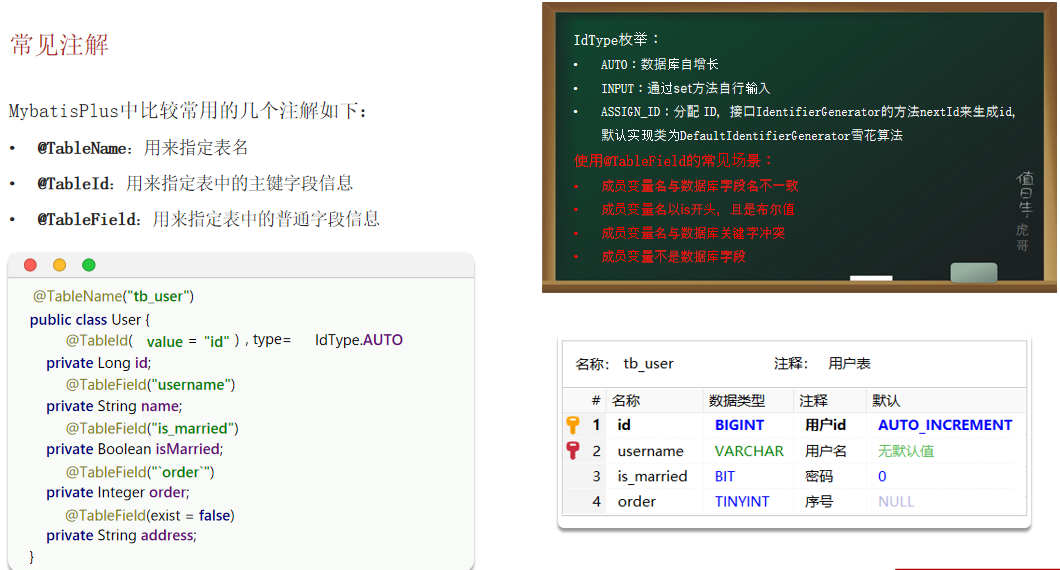 常见注解
MybatisPlus中比较常用的几个注解如下：
• @TableName：用来指定表名
• @TableId：用来指定表中的主键字段信息
• @TableField：用来指定表中的普通字段信息
@TableName("tb_user")
public class User {
@TableId( value = "id" ) , type= IdType.AUTO
private Long id;
@TableField("username")
private String name;
@TableField("is_married")
private Boolean isMarried;
@TableField("`order`")
private Integer order;
@TableField(exist = false)
private String address;
}
IdType枚举：
• AUTO：数据库自增长
• INPUT：通过set方法自行输入
• ASSIGN_ID：分配 ID，接口IdentifierGenerator的方法nextId来生成id，
默认实现类为DefaultIdentifierGenerator雪花算法
使用@TableField的常见场景：
• 成员变量名与数据库字段名不一致
• 成员变量名以is开头，且是布尔值
• 成员变量名与数据库关键字冲突
• 成员变量不是数据库字段
值日生：虎哥
名称： tb_user 注释： 用户表
# 名称 数据类型 注释 默认
1 id BIGINT 用户id AUTO_INCREMENT
2 username VARCHAR 用户名 无默认值
3 is_married BIT 密码 0
4 order TINYINT 序号 NULL